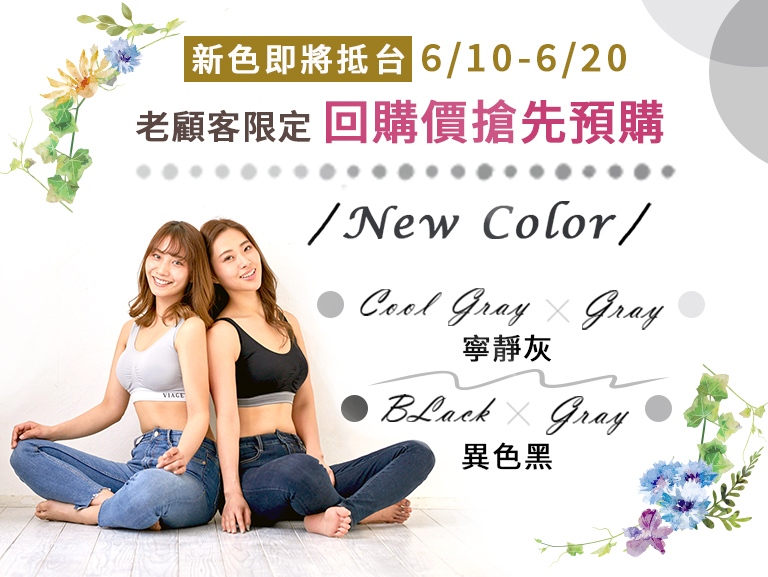 新色即將抵台 6/10-6/20
老顧客限定 回購價搶先預購
/New Color/
Cool Gray × Gray
寧靜灰
BLack × Gray
異色黑
VIAGE